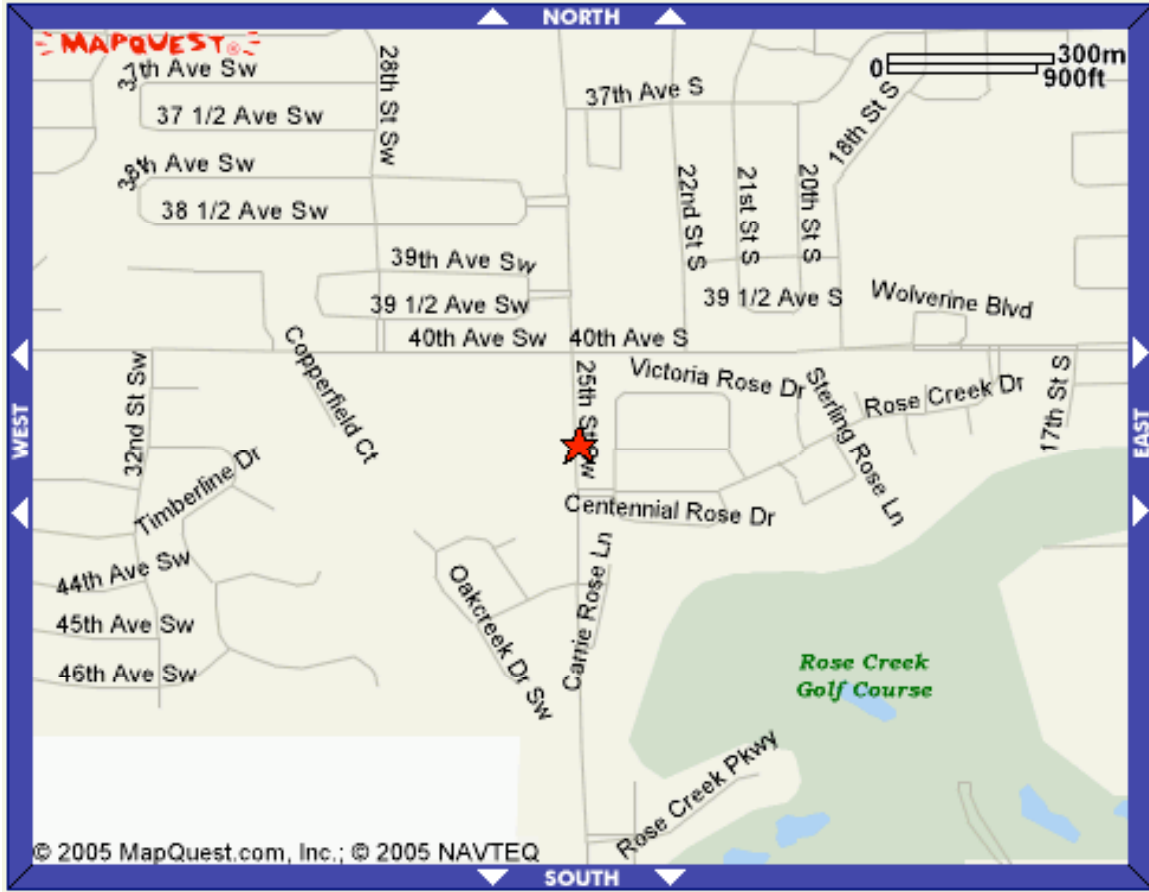 NORTH
MAPQUEST®
300m
0
900ft
37th Ave Sw
28th St Sw
37th Ave S
18th St S
37 1/2 Ave Sw
38th Ave Sw
38 1/2 Ave Sw
22nd St S
21st St S
20th St S
39th Ave Sw
39 1/2 Ave Sw
39 1/2 Ave S
Wolverine Blvd
40th Ave Sw
40th Ave S
WEST
EAST
32nd St Sw
Copperfield Ct
25th St Sw
Victoria Rose Dr
Sterling Rose Ln
Rose Creek Dr
17th St S
Timberline Dr
Centennial Rose Dr
44th Ave Sw
Oakcreek Dr Sw
Carrie Rose Ln
45th Ave Sw
46th Ave Sw
Rose Creek
Golf Course
Rose Creek Pkwy
© 2005 MapQuest.com, Inc.; © 2005 NAVTEQ
SOUTH